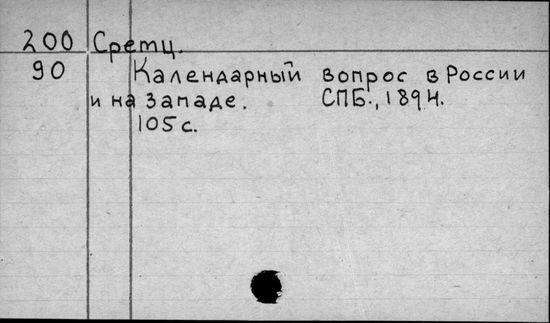 200 Сретц.
90 Календарный вопрос в России
и на Западе. СПБ., 1894.
105 с.